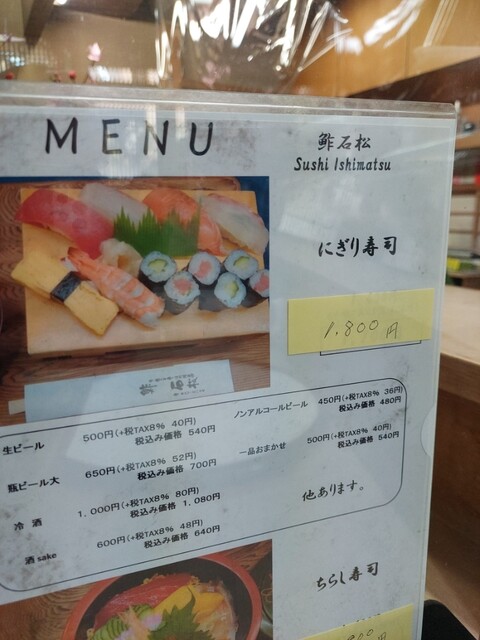 MENU
鮓石松
Sushi Ishimatsu
にぎり寿司
1,800円
生ビール 500円(+税TAX8% 40円)
税込み価格 540円
ノンアルコールビール 450円(+税TAX8% 36円)
税込み価格 480円
瓶ビール大 650円(+税TAX8% 52円)
税込み価格 700円
一品おまかせ 500円(+税TAX8% 40円)
税込み価格 540円
冷酒 1,000円(+税TAX8% 80円)
税込み価格 1,080円
他あります。
酒 sake 600円(+税TAX8% 48円)
税込み価格 640円
ちらし寿司
800円